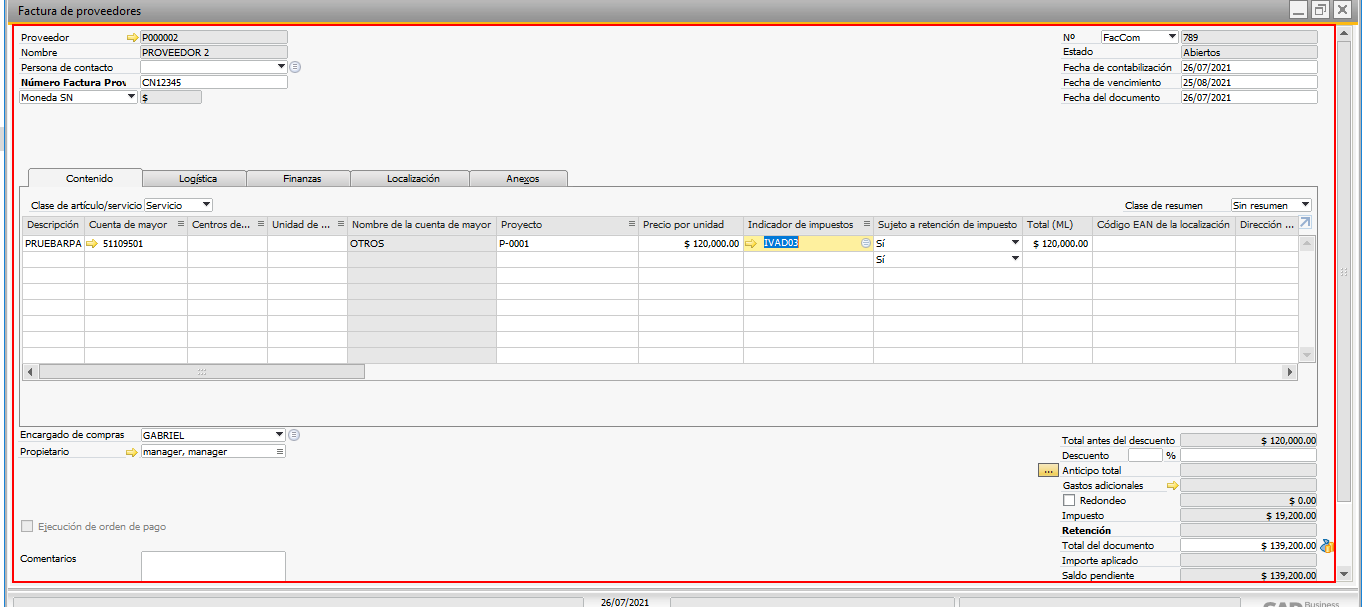 Factura de proveedores
Proveedor P000002
Nombre PROVEEDOR 2
Persona de contacto
Número Factura Prov CN12345
Moneda SN $
Nº FacCom 789
Estado Abiertos
Fecha de contabilización 26/07/2021
Fecha de vencimiento 25/08/2021
Fecha del documento 26/07/2021
Contenido Logística Finanzas Localización Anexos
Clase de artículo/servicio Servicio Clase de resumen Sin resumen
Descripción Cuenta de mayor Centros de... Unidad de ... Nombre de la cuenta de mayor Proyecto Precio por unidad Indicador de impuestos Sujeto a retención de impuesto Total (ML) Código EAN de la localización Dirección ...
PRUEBARPA 51109501 OTROS P-0001 $ 120,000.00 IVAD03 Sí $ 120,000.00
Sí
Encargado de compras GABRIEL
Propietario manager, manager
Ejecución de orden de pago
Comentarios
Total antes del descuento $ 120,000.00
Descuento %
... Anticipo total
Gastos adicionales
Redondeo $ 0.00
Impuesto $ 19,200.00
Retención
Total del documento $ 139,200.00
Importe aplicado
Saldo pendiente $ 139,200.00
26/07/2021
SAP Business